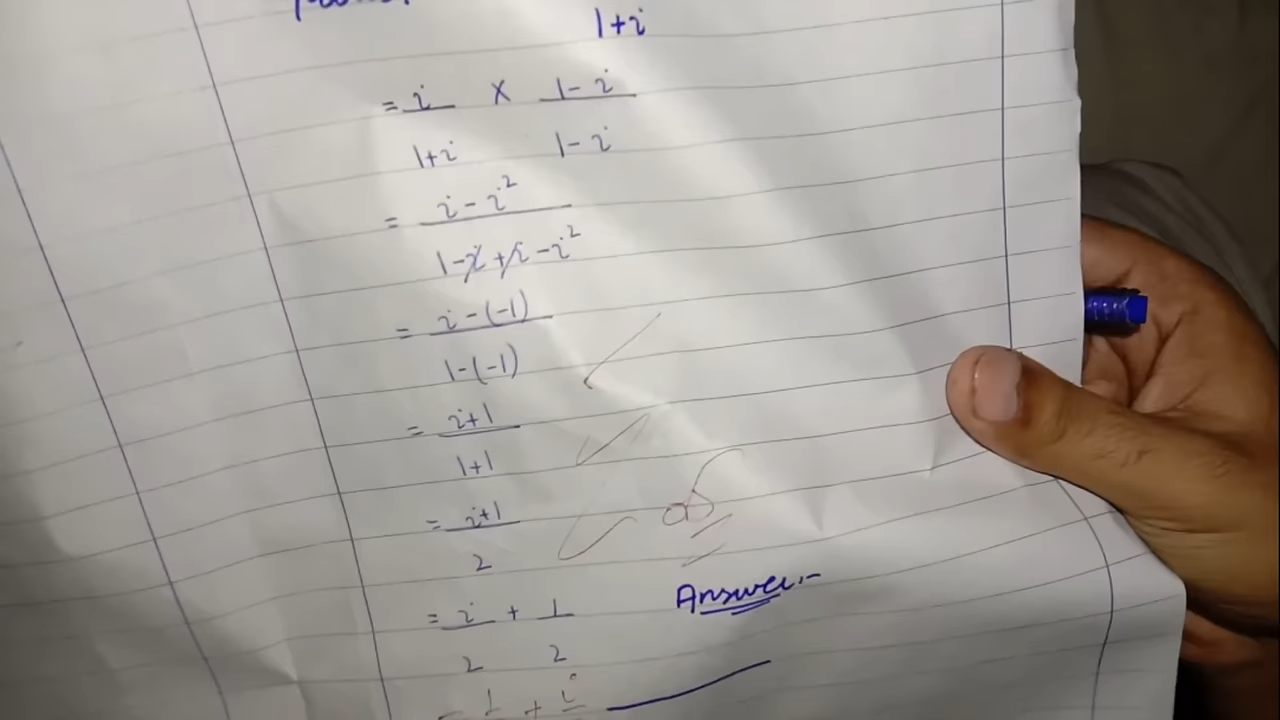 1+i
= i × 1-i
1+i 1-i
= i - i²
1-i+i-i²
= i-(-1)
1-(-1)
= i+1
1+1
= i+1
2
Answer:-
= i + 1
2 2
= 1 + i